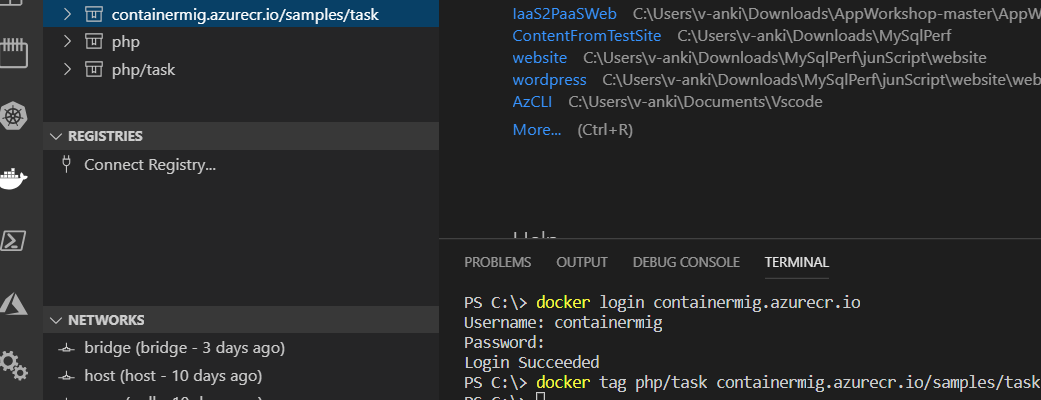 containermig.azurecr.io/samples/task
php
php/task
REGISTRIES
Connect Registry...
NETWORKS
bridge (bridge - 3 days ago)
host (host - 10 days ago)
IaaS2PaaSWeb C:\Users\v-anki\Downloads\AppWorkshop-master\AppW
ContentFromTestSite C:\Users\v-anki\Downloads\MySqlPerf
website C:\Users\v-anki\Downloads\MySqlPerf\junScript\website
wordpress C:\Users\v-anki\Downloads\MySqlPerf\junScript\website\web
AzCLI C:\Users\v-anki\Documents\Vscode
More... (Ctrl+R)
PROBLEMS OUTPUT DEBUG CONSOLE TERMINAL
PS C:\> docker login containermig.azurecr.io
Username: containermig
Password:
Login Succeeded
PS C:\> docker tag php/task containermig.azurecr.io/samples/task
PS C:\>